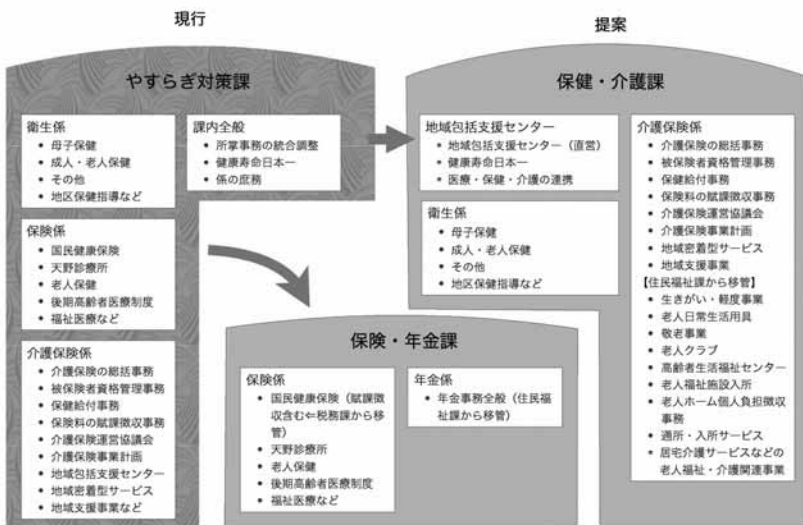 現行
やすらぎ対策課
衛生係
• 母子保健
• 成人・老人保健
• その他
• 地区保健指導など
課内全般
• 所掌事務の統合調整
• 健康寿命日本一
• 係の庶務
保険係
• 国民健康保険
• 天野診療所
• 老人保健
• 後期高齢者医療制度
• 福祉医療など
介護保険係
• 介護保険の総括事務
• 被保険者資格管理事務
• 保健給付事務
• 保険料の賦課徴収事務
• 介護保険運営協議会
• 介護保険事業計画
• 地域包括支援センター
• 地域密着型サービス
• 地域支援事業など
提案
保健・介護課
地域包括支援センター
• 地域包括支援センター（直営）
• 健康寿命日本一
• 医療・保健・介護の連携
衛生係
• 母子保健
• 成人・老人保健
• その他
• 地区保健指導など
介護保険係
• 介護保険の総括事務
• 被保険者資格管理事務
• 保健給付事務
• 保険料の賦課徴収事務
• 介護保険運営協議会
• 介護保険事業計画
• 地域密着型サービス
• 地域支援事業
【住民福祉課から移管】
• 生きがい・軽度事業
• 老人日常生活用具
• 敬老事業
• 老人クラブ
• 高齢者生活福祉センター
• 老人福祉施設入所
• 老人ホーム個人負担徴収
事務
• 通所・入所サービス
• 居宅介護サービスなどの
老人福祉・介護関連事業
保険・年金課
保険係
• 国民健康保険（賦課徴
収含む⇐税務課から移
管）
• 天野診療所
• 老人保健
• 後期高齢者医療制度
• 福祉医療など
年金係
• 年金事務全般（住民福
祉課から移管）